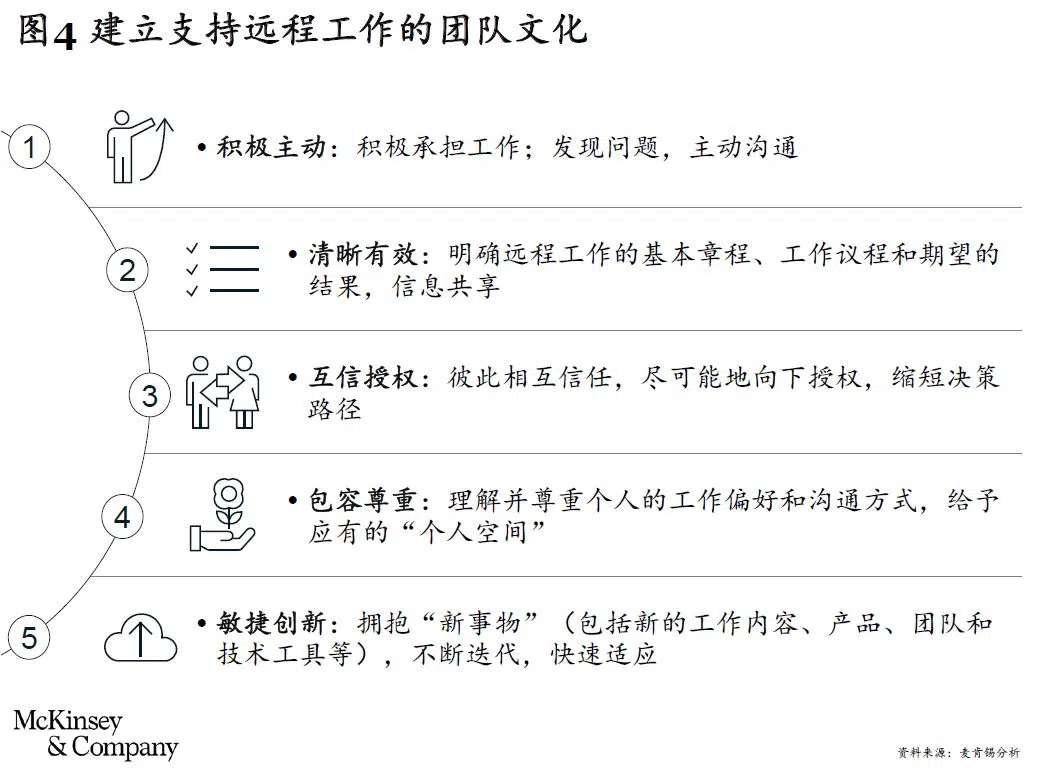 图4 建立支持远程工作的团队文化
1
• 积极主动：积极承担工作；发现问题，主动沟通
2
• 清晰有效：明确远程工作的基本章程、工作议程和期望的
结果，信息共享
3
• 互信授权：彼此相互信任，尽可能地向下授权，缩短决策
路径
4
• 包容尊重：理解并尊重个人的工作偏好和沟通方式，给予
应有的“个人空间”
5
• 敏捷创新：拥抱“新事物”（包括新的工作内容、产品、团队和
技术工具等），不断迭代，快速适应
McKinsey
& Company
资料来源：麦肯锡分析